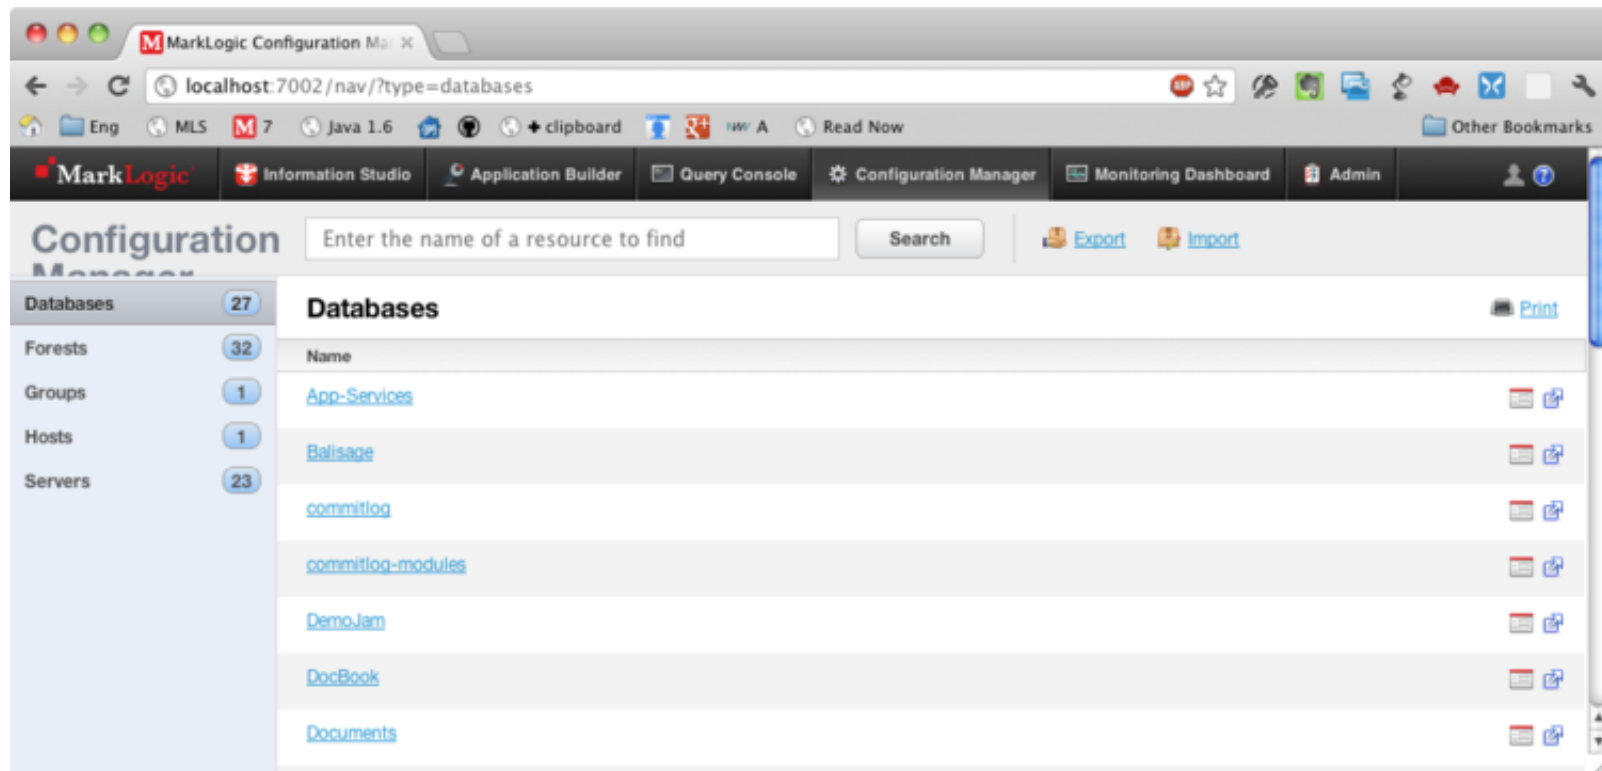 MarkLogic Configuration Ma
localhost:7002/nav/?type=databases
Eng MLS M 7 Java 1.6 + clipboard A Read Now Other Bookmarks
MarkLogic Information Studio Application Builder Query Console Configuration Manager Monitoring Dashboard Admin ?
Configuration Manager
Enter the name of a resource to find Search Export Import
Databases 27
Forests 32
Groups 1
Hosts 1
Servers 23
Databases Print
Name
App-Services
Balisage
commitlog
commitlog-modules
DemoJam
DocBook
Documents